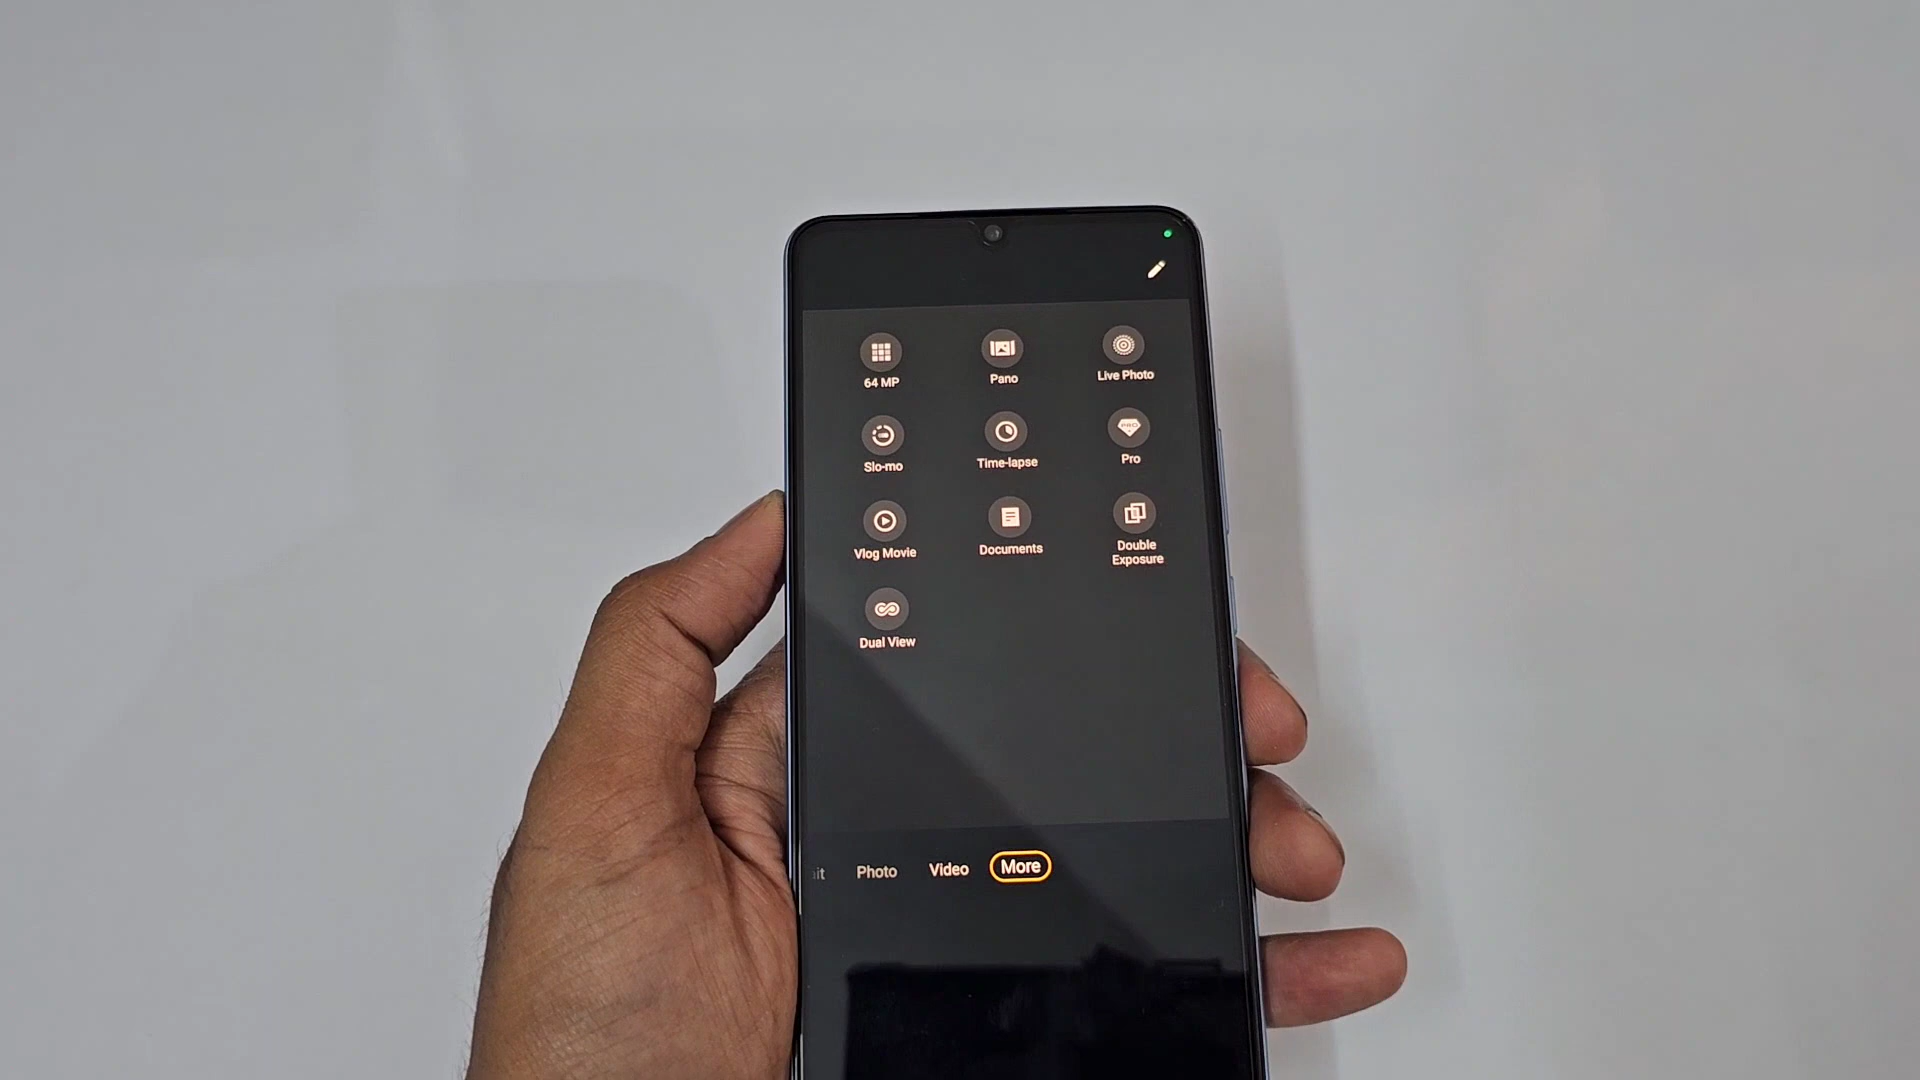 64 MP
Pano
Live Photo
Slo-mo
Time-lapse
Pro
PRO
Vlog Movie
Documents
Double
Exposure
Dual View
Photo Video More